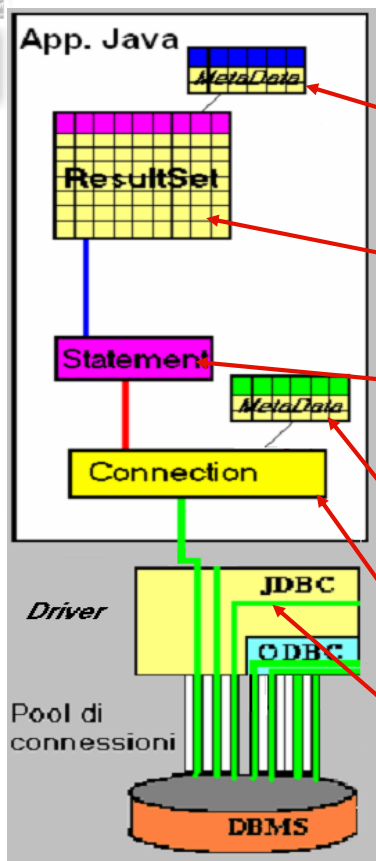 App. Java
MetaData
ResultSet
Statement
MetaData
Connection
JDBC
Driver
ODBC
Pool di
connessioni
DBMS